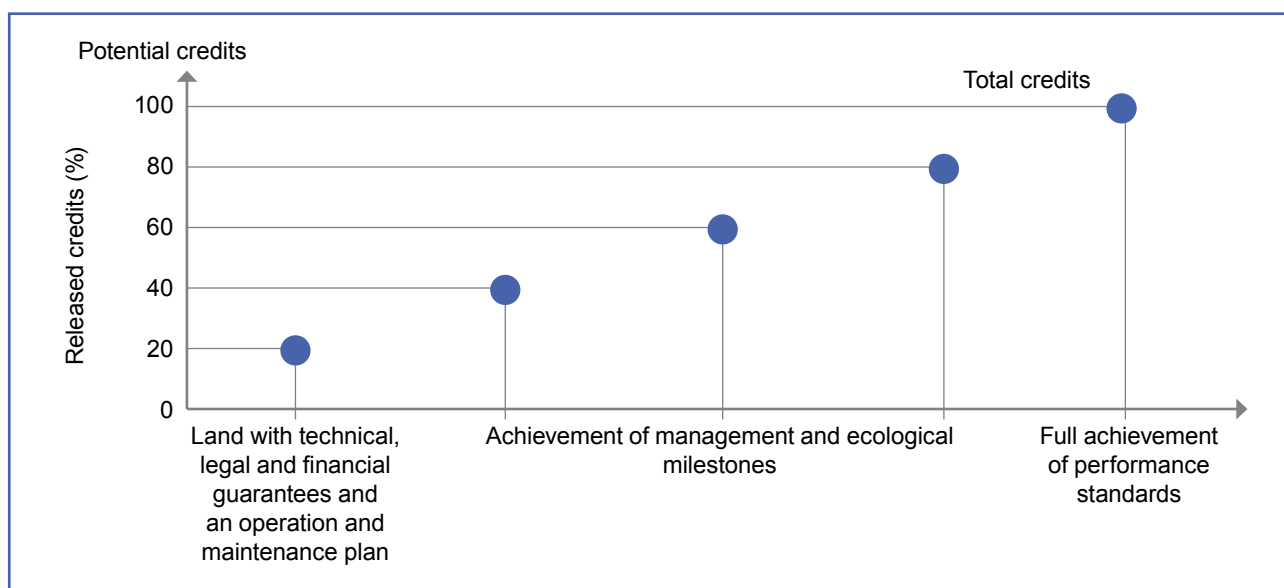 Potential credits
Total credits
Released credits (%)
100
80
60
40
20
0
Land with technical,
legal and financial
guarantees and
an operation and
maintenance plan
Achievement of management and ecological
milestones
Full achievement
of performance
standards